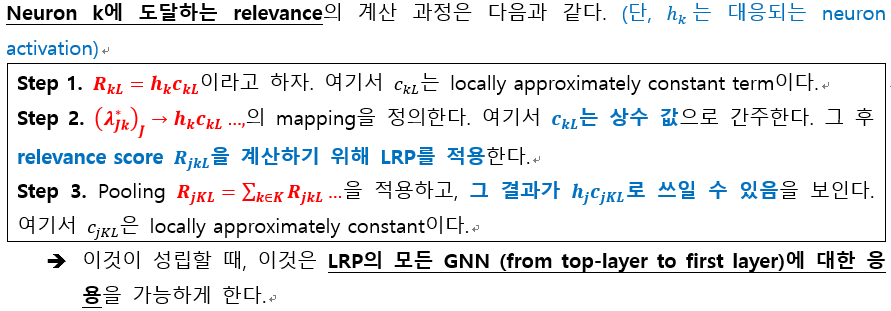 Neuron k에 도달하는 relevance의 계산 과정은 다음과 같다. (단, hₖ 는 대응되는 neuron
activation)
Step 1. R_{kL} = h_k c_{kL}이라고 하자. 여기서 c_{kL}는 locally approximately constant term이다.
Step 2. (λ*_{Jk})_J → h_k c_{kL} …,의 mapping을 정의한다. 여기서 c_{kL}는 상수 값으로 간주한다. 그 후
relevance score R_{jkL}을 계산하기 위해 LRP를 적용한다.
Step 3. Pooling R_{jKL} = ∑_{k∈K} R_{jkL} …을 적용하고, 그 결과가 h_j c_{jKL}로 쓰일 수 있음을 보인다.
여기서 c_{jKL}은 locally approximately constant이다.
➔ 이것이 성립할 때, 이것은 LRP의 모든 GNN (from top-layer to first layer)에 대한 응
용을 가능하게 한다.